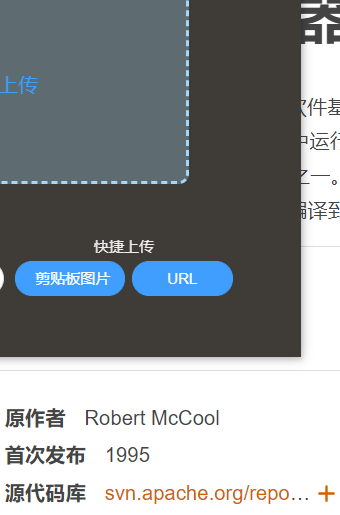 器
上传
件基
中运行
之一。
编译到
快捷上传
剪贴板图片
URL
原作者 Robert McCool
首次发布 1995
源代码库 svn.apache.org/repo… +